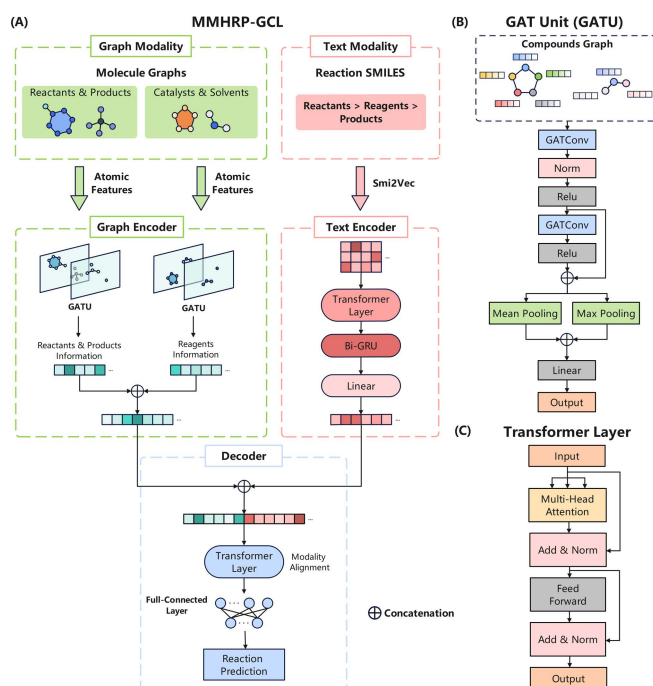 (A)
MMHRP-GCL
Graph Modality
Molecule Graphs
Reactants & Products
Catalysts & Solvents
Text Modality
Reaction SMILES
Reactants > Reagents >
Products
Atomic
Features
Atomic
Features
Smi2Vec
Graph Encoder
GATU
GATU
Reactants & Products
Information
Reagents
Information
...
...
...
Text Encoder
...
Transformer
Layer
Bi-GRU
Linear
...
Decoder
...
Transformer
Layer
Modality
Alignment
Full-Connected
Layer
...
...
Reaction
Prediction
Concatenation
(B)
GAT Unit (GATU)
Compounds Graph
GATConv
Norm
Relu
GATConv
Relu
Mean Pooling
Max Pooling
Linear
Output
(C)
Transformer Layer
Input
Multi-Head
Attention
Add & Norm
Feed
Forward
Add & Norm
Output